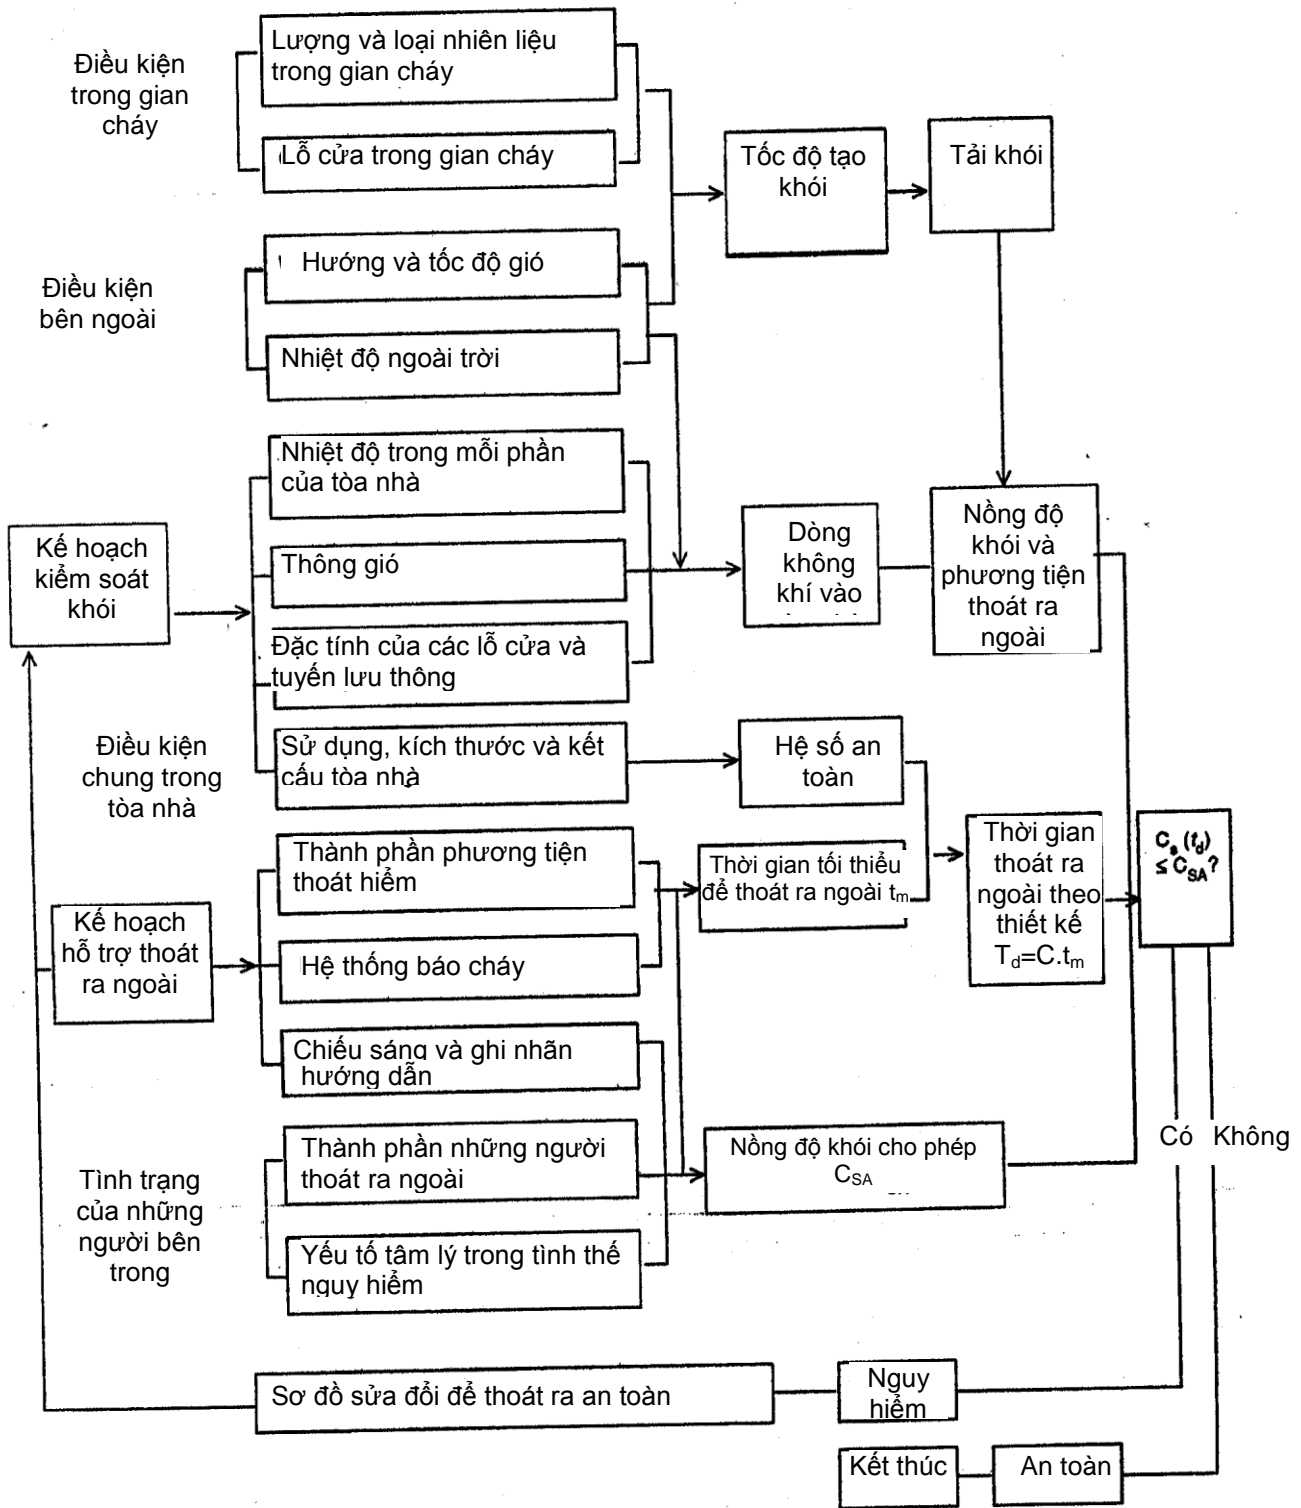 Điều kiện
trong gian
cháy
Lượng và loại nhiên liệu
trong gian cháy
Lỗ cửa trong gian cháy
Tốc độ tạo
khói
Tải khói
Điều kiện
bên ngoài
Hướng và tốc độ gió
Nhiệt độ ngoài trời
Nhiệt độ trong mỗi phần
của tòa nhà
Kế hoạch
kiểm soát
khói
Thông gió
Dòng
không
khí vào
Nồng độ
khói và
phương tiện
thoát ra
ngoài
Đặc tính của các lỗ cửa và
tuyến lưu thông
Điều kiện
chung trong
tòa nhà
Sử dụng, kích thước và kết
cấu tòa nhà
Hệ số an
toàn
Thành phần phương tiện
thoát hiểm
Thời gian tối thiểu
để thoát ra ngoài tm
Thời gian
thoát ra
ngoài theo
thiết kế
Td=C.tm
Cs (td)
≤ CSA?
Kế hoạch
hỗ trợ thoát
ra ngoài
Hệ thống báo cháy
Chiếu sáng và ghi nhãn
hướng dẫn
Tình trạng
của những
người bên
trong
Thành phần những người
thoát ra ngoài
Nồng độ khói cho phép
CSA
Có Không
Yếu tố tâm lý trong tình thế
nguy hiểm
Sơ đồ sửa đổi để thoát ra an toàn
Nguy
hiểm
Kết thúc
An toàn